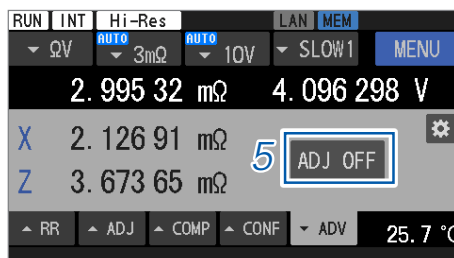 RUN INT Hi-Res LAN MEM
ΩV AUTO 3mΩ AUTO 10V SLOW1 MENU
2.995 32 mΩ 4.096 298 V
X 2.126 91 mΩ
5 ADJ OFF
Z 3.673 65 mΩ
RR ADJ COMP CONF ADV 25.7 °C